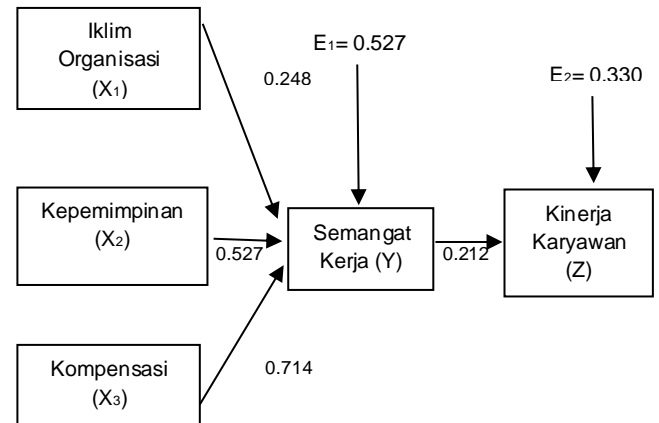 Iklim
Organisasi
(X₁)
E₁= 0.527
0.248
E₂= 0.330
Kepemimpinan
(X₂)
0.527
Semangat
Kerja (Y)
0.212
Kinerja
Karyawan
(Z)
Kompensasi
(X₃)
0.714